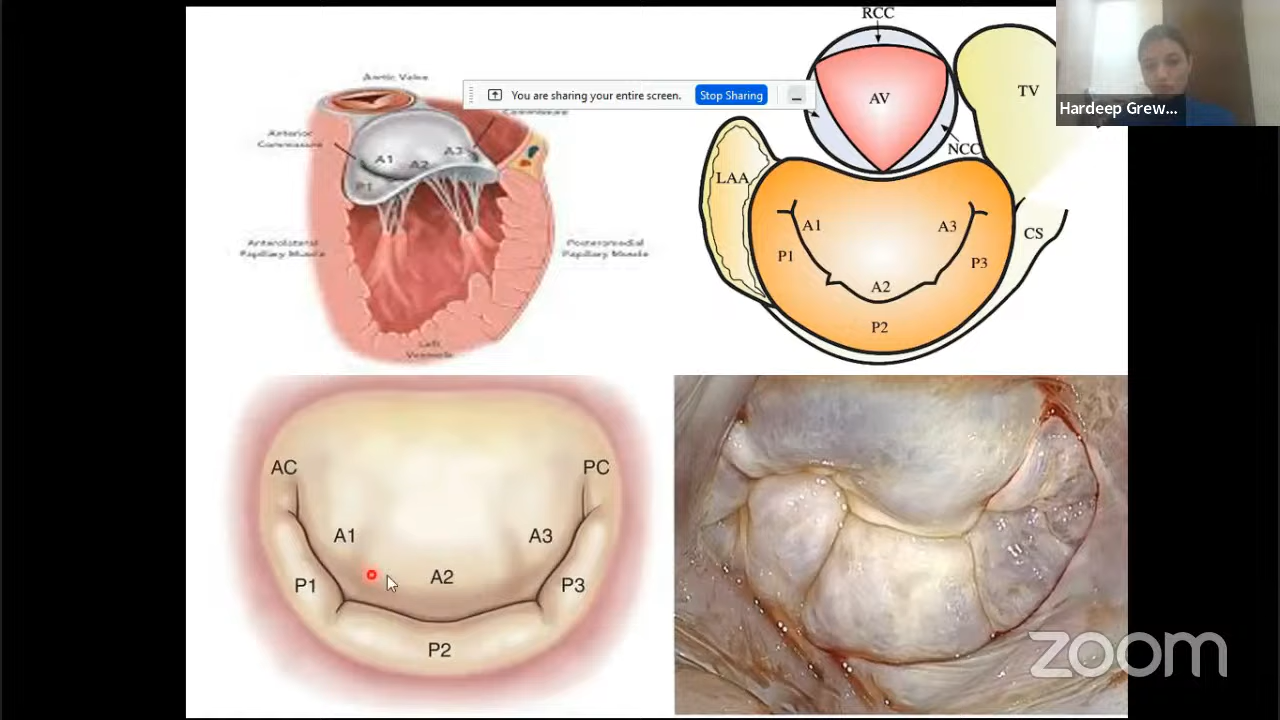 RCC
Aortic Valve
You are sharing your entire screen.
Stop Sharing
Commissure
Anterior
Commissure
A1
A2
A3
P1
Anterolateral
Papillary Muscle
Posteromedial
Papillary Muscle
Left
Ventricle
AV
TV
NCC
LAA
A1
A3
CS
P1
P3
A2
P2
Hardeep Grew...
AC
PC
A1
A3
A2
P1
P3
P2
zoom